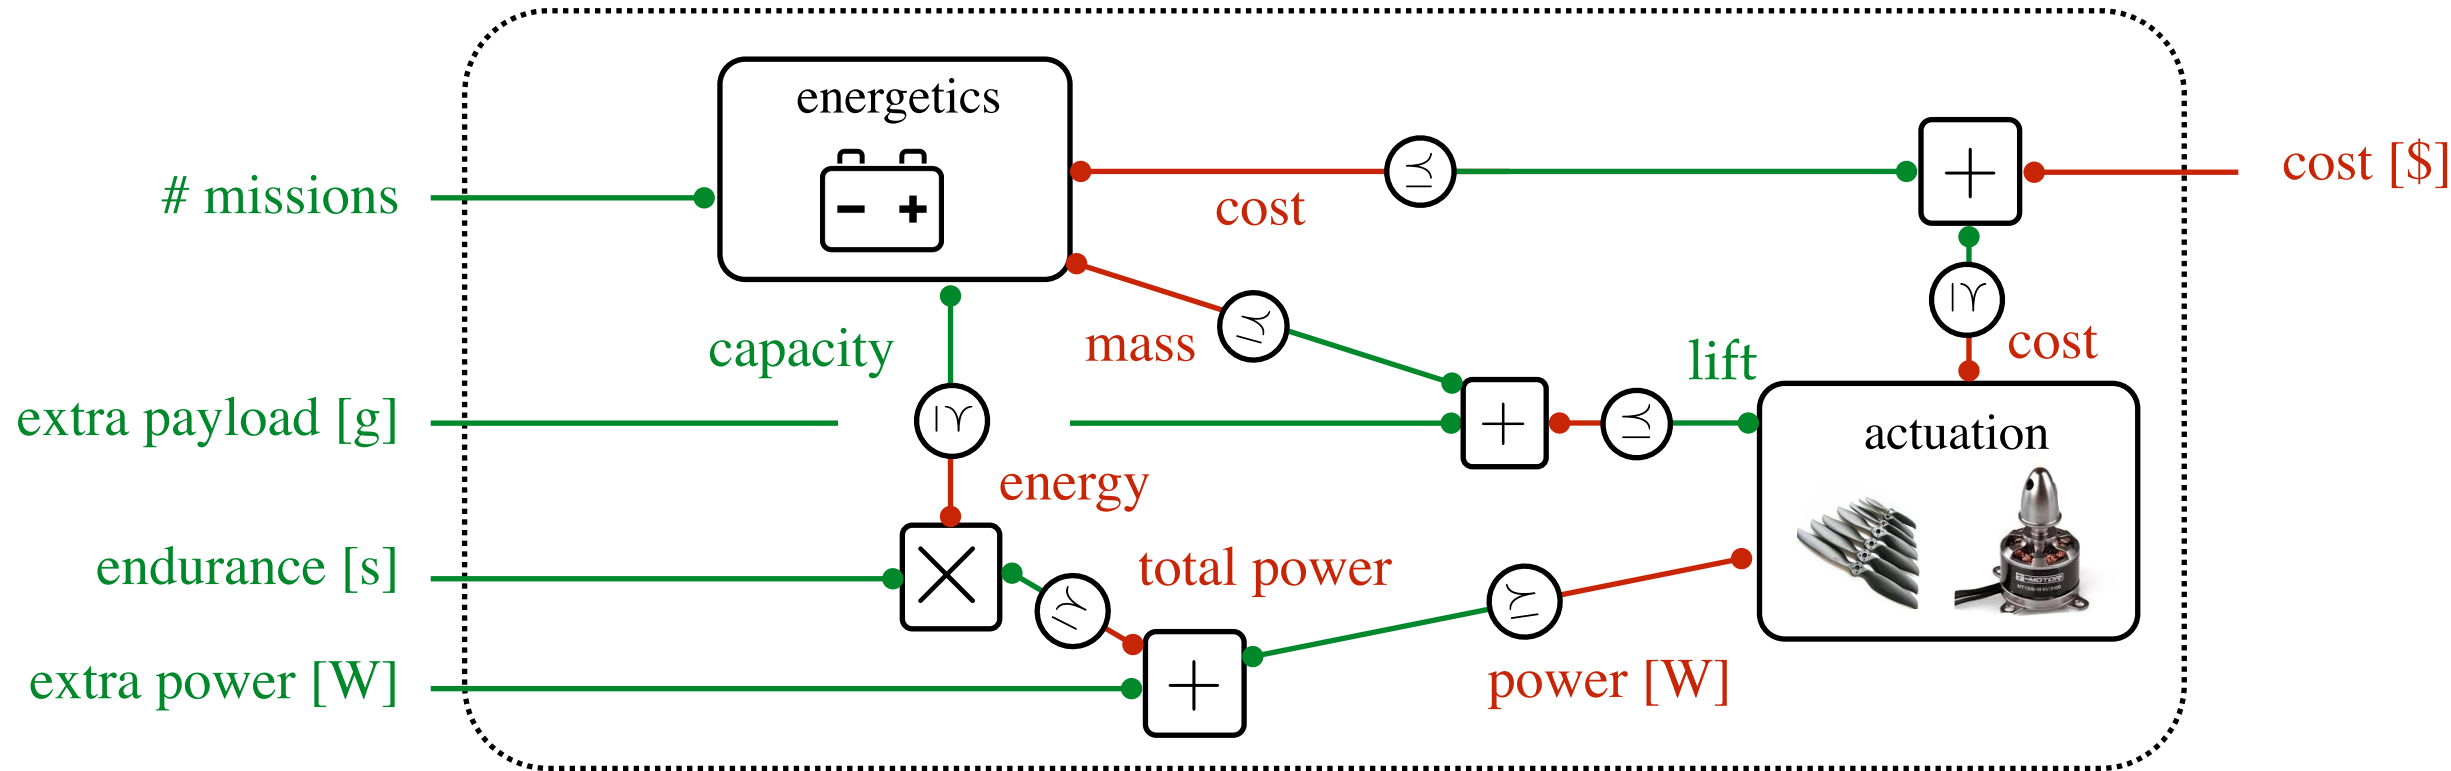 energetics
# missions
cost
cost [$]
mass
capacity
lift
cost
extra payload [g]
actuation
energy
endurance [s]
total power
extra power [W]
power [W]